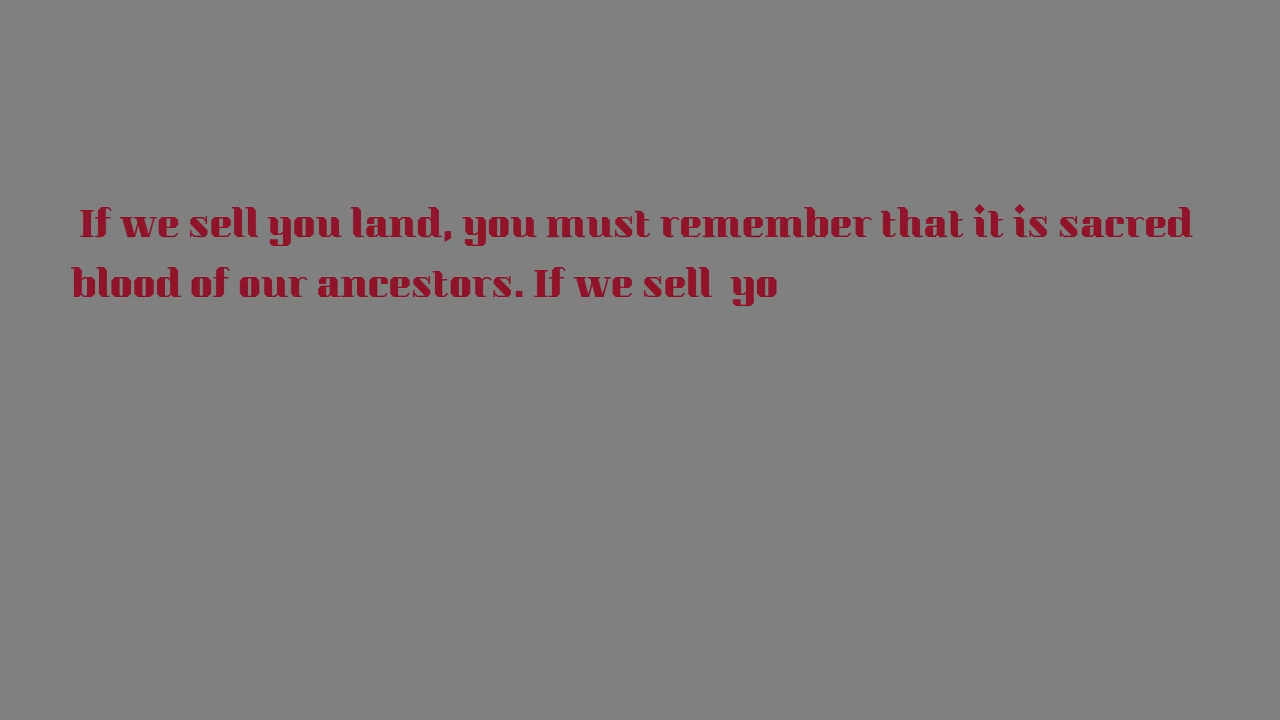 If we sell you land, you must remember that it is sacred
blood of our ancestors. If we sell  yo